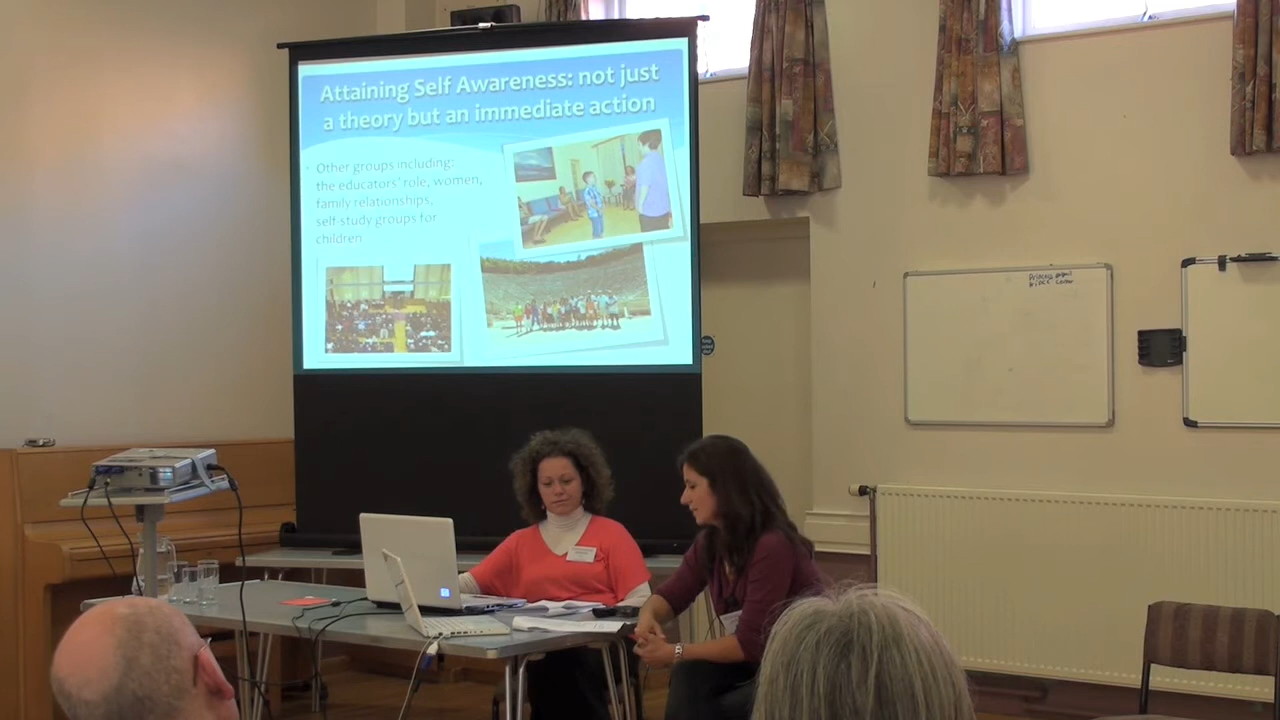 Attaining Self Awareness: not just
a theory but an immediate action
Other groups including:
the educators' role, women,
family relationships,
self-study groups for
children
Princess